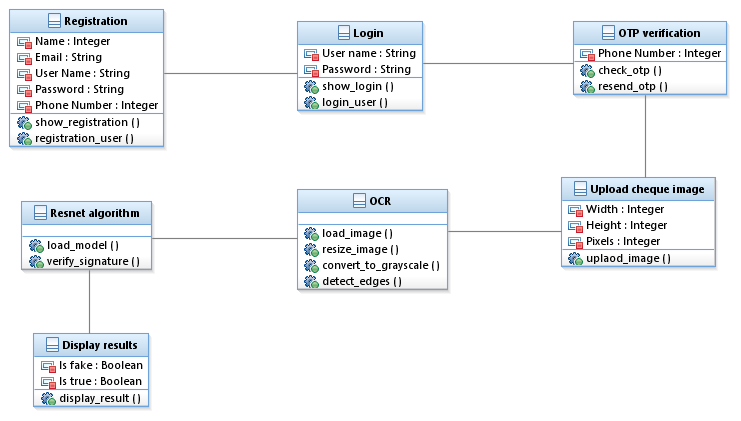 Registration
Name : Integer
Email : String
User Name : String
Password : String
Phone Number : Integer
show_registration ( )
registration_user ( )
Login
User name : String
Password : String
show_login ( )
login_user ( )
OTP verification
Phone Number : Integer
check_otp ( )
resend_otp ( )
Resnet algorithm
load_model ( )
verify_signature ( )
OCR
load_image ( )
resize_image ( )
convert_to_grayscale ( )
detect_edges ( )
Upload cheque image
Width : Integer
Height : Integer
Pixels : Integer
uplaod_image ( )
Display results
Is fake : Boolean
Is true : Boolean
display_result ( )